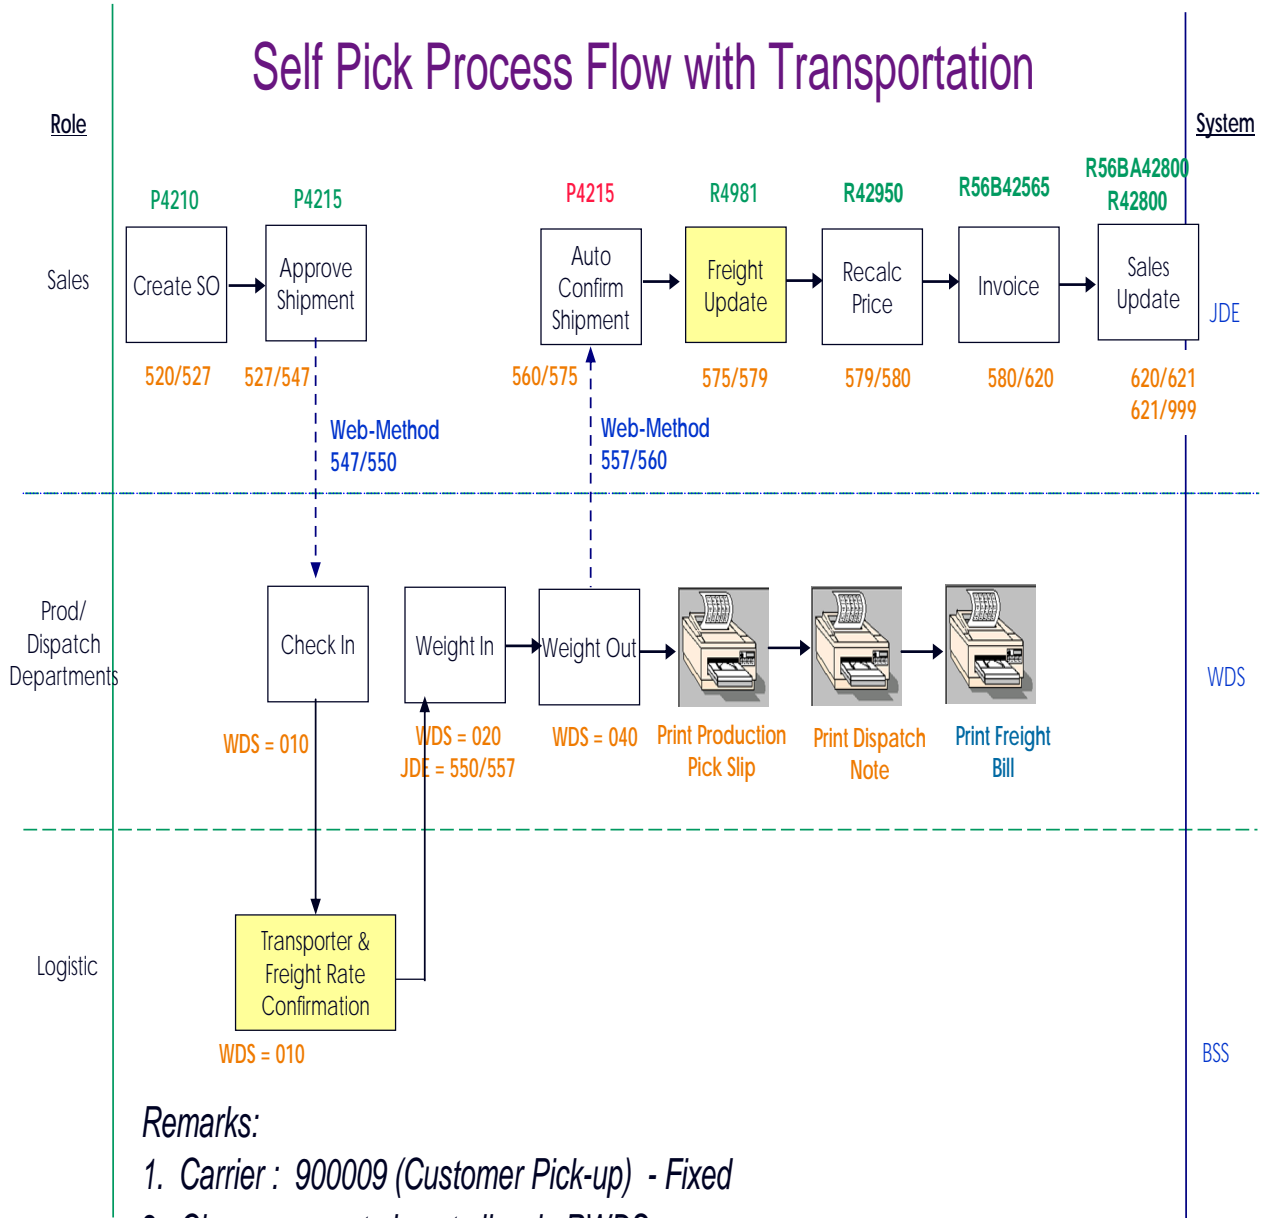 Self Pick Process Flow with Transportation
Role
System
P4210
P4215
P4215
R4981
R42950
R56B42565
R56BA42800
R42800
Sales
Create SO
Approve
Shipment
Auto
Confirm
Shipment
Freight
Update
Recalc
Price
Invoice
Sales
Update
JDE
520/527
527/547
560/575
575/579
579/580
580/620
620/621
621/999
Web-Method
547/550
Web-Method
557/560
Prod/
Dispatch
Departments
Check In
Weight In
Weight Out
WDS
WDS = 010
WDS = 020
JDE = 550/557
WDS = 040
Print Production
Pick Slip
Print Dispatch
Note
Print Freight
Bill
Logistic
Transporter &
Freight Rate
Confirmation
WDS = 010
BSS
Remarks:
1. Carrier : 900009 (Customer Pick-up) - Fixed